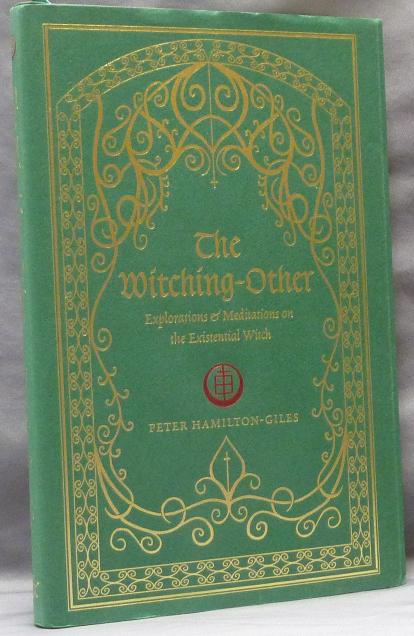 The
Witching-Other
Explorations & Meditations on
the Existential Witch
PETER HAMILTON-GILES